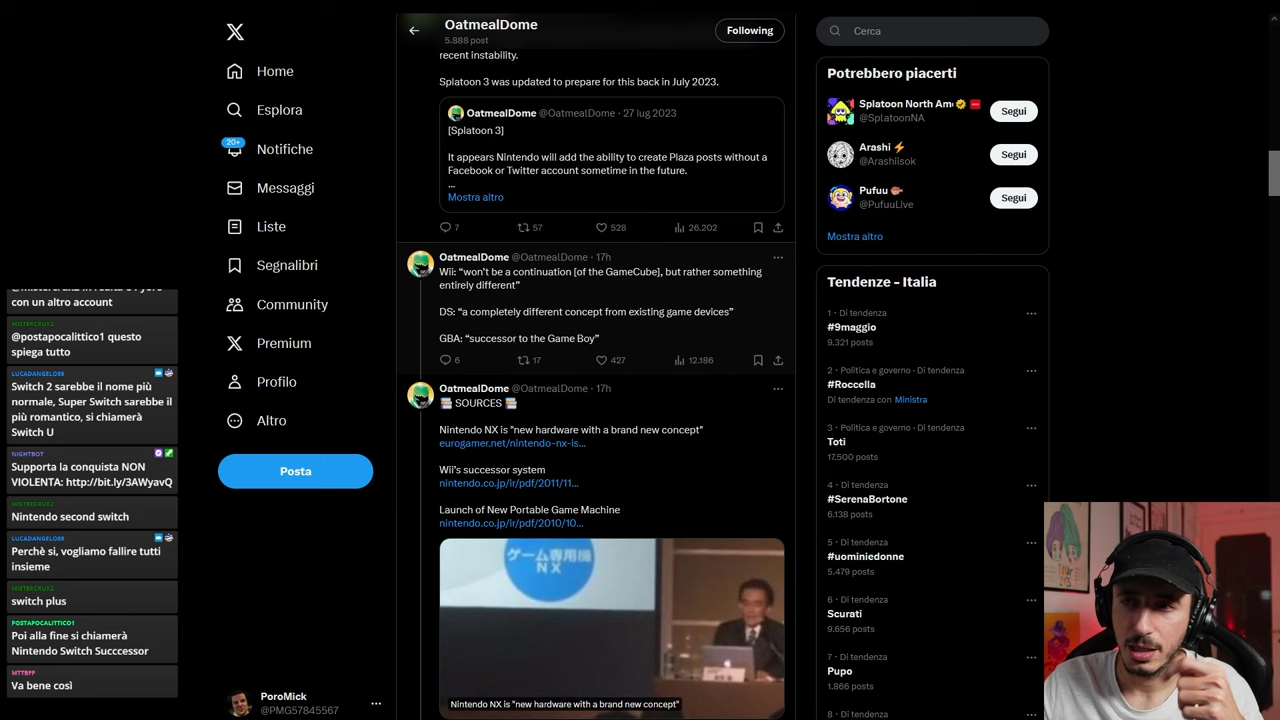 OatmealDome
5.888 post
Following
recent instability.
Splatoon 3 was updated to prepare for this back in July 2023.
OatmealDome @OatmealDome · 27 lug 2023
[Splatoon 3]
It appears Nintendo will add the ability to create Plaza posts without a
Facebook or Twitter account sometime in the future.
...
Mostra altro
7 57 528 26.202
OatmealDome @OatmealDome · 17h
Wii: “won’t be a continuation [of the GameCube], but rather something
entirely different”
DS: “a completely different concept from existing game devices”
GBA: “successor to the Game Boy”
6 17 427 12.186
OatmealDome @OatmealDome · 17h
📚 SOURCES 📚
Nintendo NX is "new hardware with a brand new concept"
eurogamer.net/nintendo-nx-is...
Wii's successor system
nintendo.co.jp/ir/pdf/2011/11...
Launch of New Portable Game Machine
nintendo.co.jp/ir/pdf/2010/10...
ゲーム専用機
NX
Nintendo NX is "new hardware with a brand new concept"
Home
Esplora
20+
Notifiche
Messaggi
Liste
Segnalibri
Community
Premium
Profilo
Altro
Posta
PoroMick
@PMG57845567
con un altro account
MISTERCRUX2
@postapocalittico1 questo
spiega tutto
LUCADANGELO88
Switch 2 sarebbe il nome più
normale, Super Switch sarebbe il
più romantico, si chiamerà
Switch U
NIGHTBOT
Supporta la conquista NON
VIOLENTA: http://bit.ly/3AWyavQ
MISTERCRUX2
Nintendo second switch
LUCADANGELO88
Perchè si, vogliamo fallire tutti
insieme
MISTERCRUX2
switch plus
POSTAPOCALITTICO1
Poi alla fine si chiamerà
Nintendo Switch Succcessor
MTTBPP
Va bene così
Cerca
Potrebbero piacerti
Splatoon North Ame
@SplatoonNA
Segui
Arashi ⚡
@Arashiisok
Segui
Pufuu
@PufuuLive
Segui
Mostra altro
Tendenze – Italia
1 · Di tendenza
#9maggio
9.321 posts
2 · Politica e governo · Di tendenza
#Roccella
Di tendenza con Ministra
3 · Politica e governo · Di tendenza
Toti
17.500 posts
4 · Di tendenza
#SerenaBortone
6.138 posts
5 · Di tendenza
#uominiedonne
5.479 posts
6 · Di tendenza
Scurati
9.656 posts
7 · Di tendenza
Pupo
1.866 posts
8 · Di tendenza